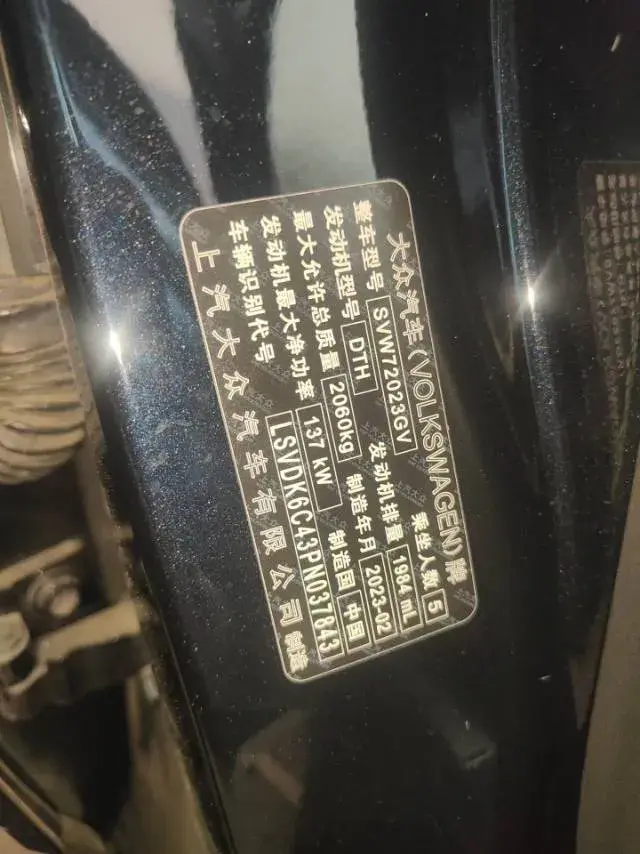 大众汽车(VOLKSWAGEN)牌
整车型号 SVW72023GV 乘坐人数 5
发动机型号 DTH 发动机排量 1984 mL
最大允许总质量 2060kg 制造年月 2023-02
发动机最大净功率 137 kW 制造国 中国
车辆识别代号 LSVDK6C43PN037843
上汽大众汽车有限公司 制造